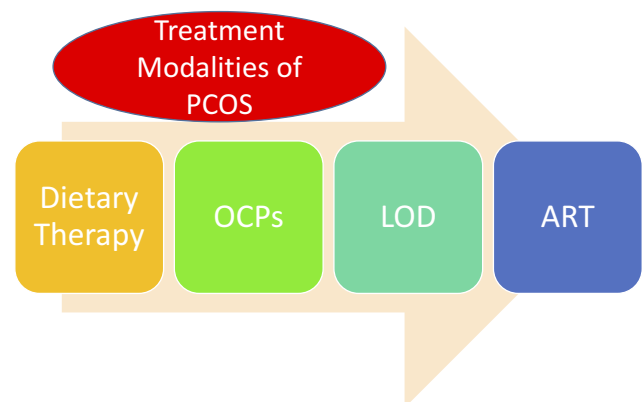 Treatment
Modalities of
PCOS
Dietary
Therapy
OCPs
LOD
ART